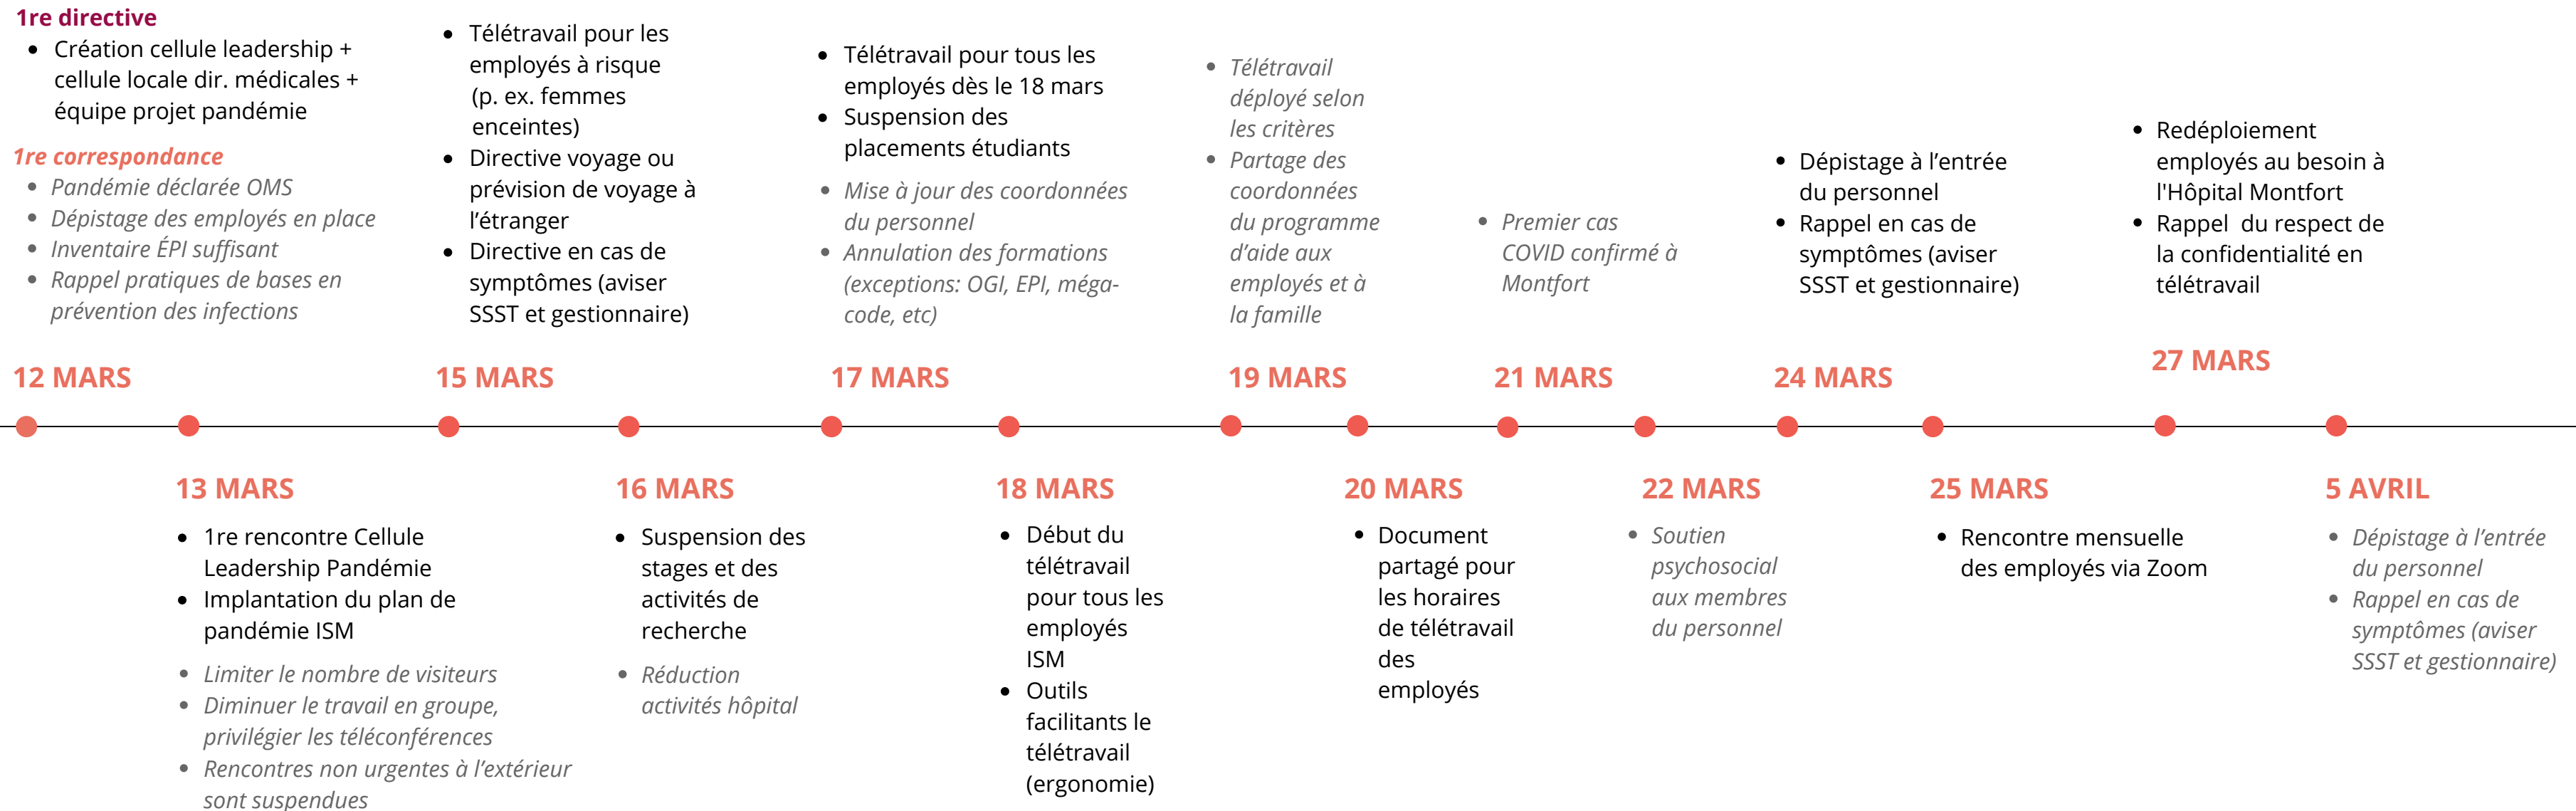 1re directive
Création cellule leadership +
cellule locale dir. médicales +
équipe projet pandémie
1re correspondance
Pandémie déclarée OMS
Dépistage des employés en place
Inventaire ÉPI suffisant
Rappel pratiques de bases en
prévention des infections
12 MARS
Télétravail pour les
employés à risque
(p. ex. femmes
enceintes)
Directive voyage ou
prévision de voyage à
l’étranger
Directive en cas de
symptômes (aviser
SSST et gestionnaire)
15 MARS
Télétravail pour tous les
employés dès le 18 mars
Suspension des
placements étudiants
Mise à jour des coordonnées
du personnel
Annulation des formations
(exceptions: OGI, EPI, méga-
code, etc)
17 MARS
Télétravail
déployé selon
les critères
Partage des
coordonnées
du programme
d’aide aux
employés et à
la famille
19 MARS
Premier cas
COVID confirmé à
Montfort
21 MARS
Dépistage à l’entrée
du personnel
Rappel en cas de
symptômes (aviser
SSST et gestionnaire)
24 MARS
Redéploiement
employés au besoin à
l'Hôpital Montfort
Rappel  du respect de
la confidentialité en
télétravail
27 MARS
13 MARS
1re rencontre Cellule
Leadership Pandémie
Implantation du plan de
pandémie ISM
Limiter le nombre de visiteurs
Diminuer le travail en groupe,
privilégier les téléconférences
Rencontres non urgentes à l’extérieur
sont suspendues
16 MARS
Suspension des
stages et des
activités de
recherche
Réduction
activités hôpital
18 MARS
Début du
télétravail
pour tous les
employés
ISM
Outils
facilitants le
télétravail
(ergonomie)
20 MARS
Document
partagé pour
les horaires
de télétravail
des
employés
22 MARS
Soutien
psychosocial
aux membres
du personnel
25 MARS
Rencontre mensuelle
des employés via Zoom
5 AVRIL
Dépistage à l’entrée
du personnel
Rappel en cas de
symptômes (aviser
SSST et gestionnaire)